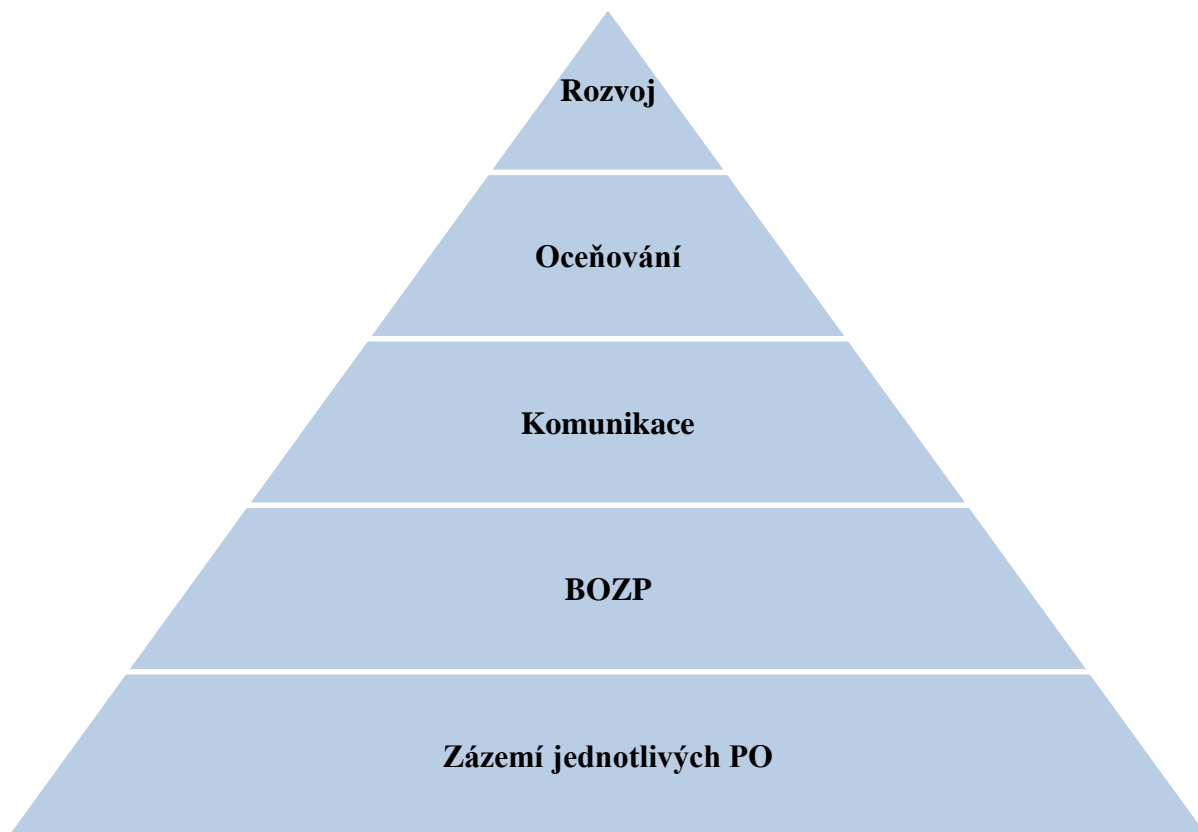 Rozvoj
Oceňování
Komunikace
BOZP
Zázemí jednotlivých PO